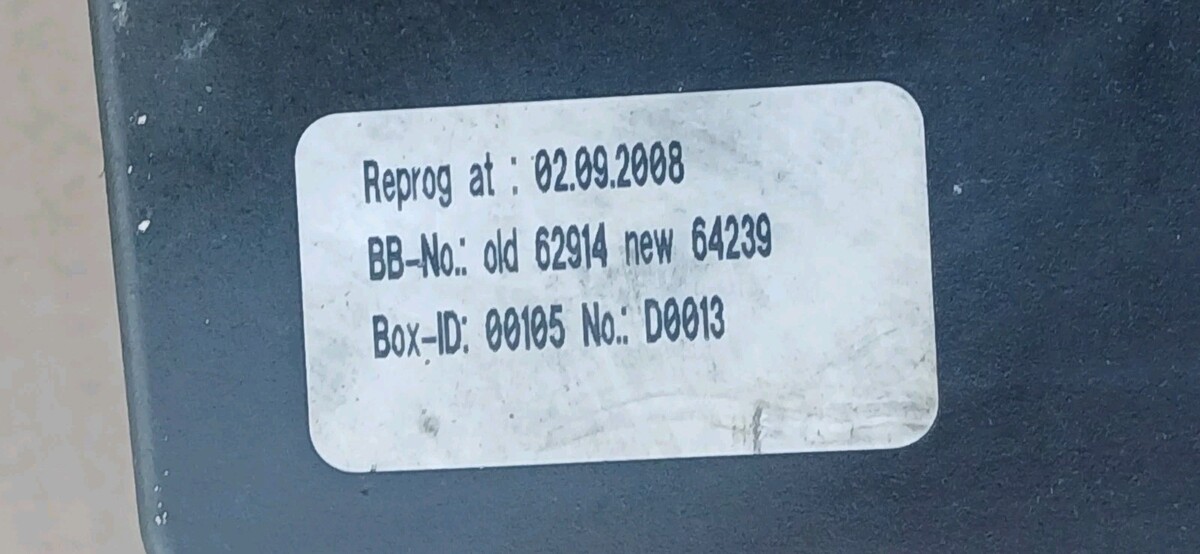 Reprog at : 02.09.2008
BB-No.: old 62914 new 64239
Box-ID: 00105 No.: D0013